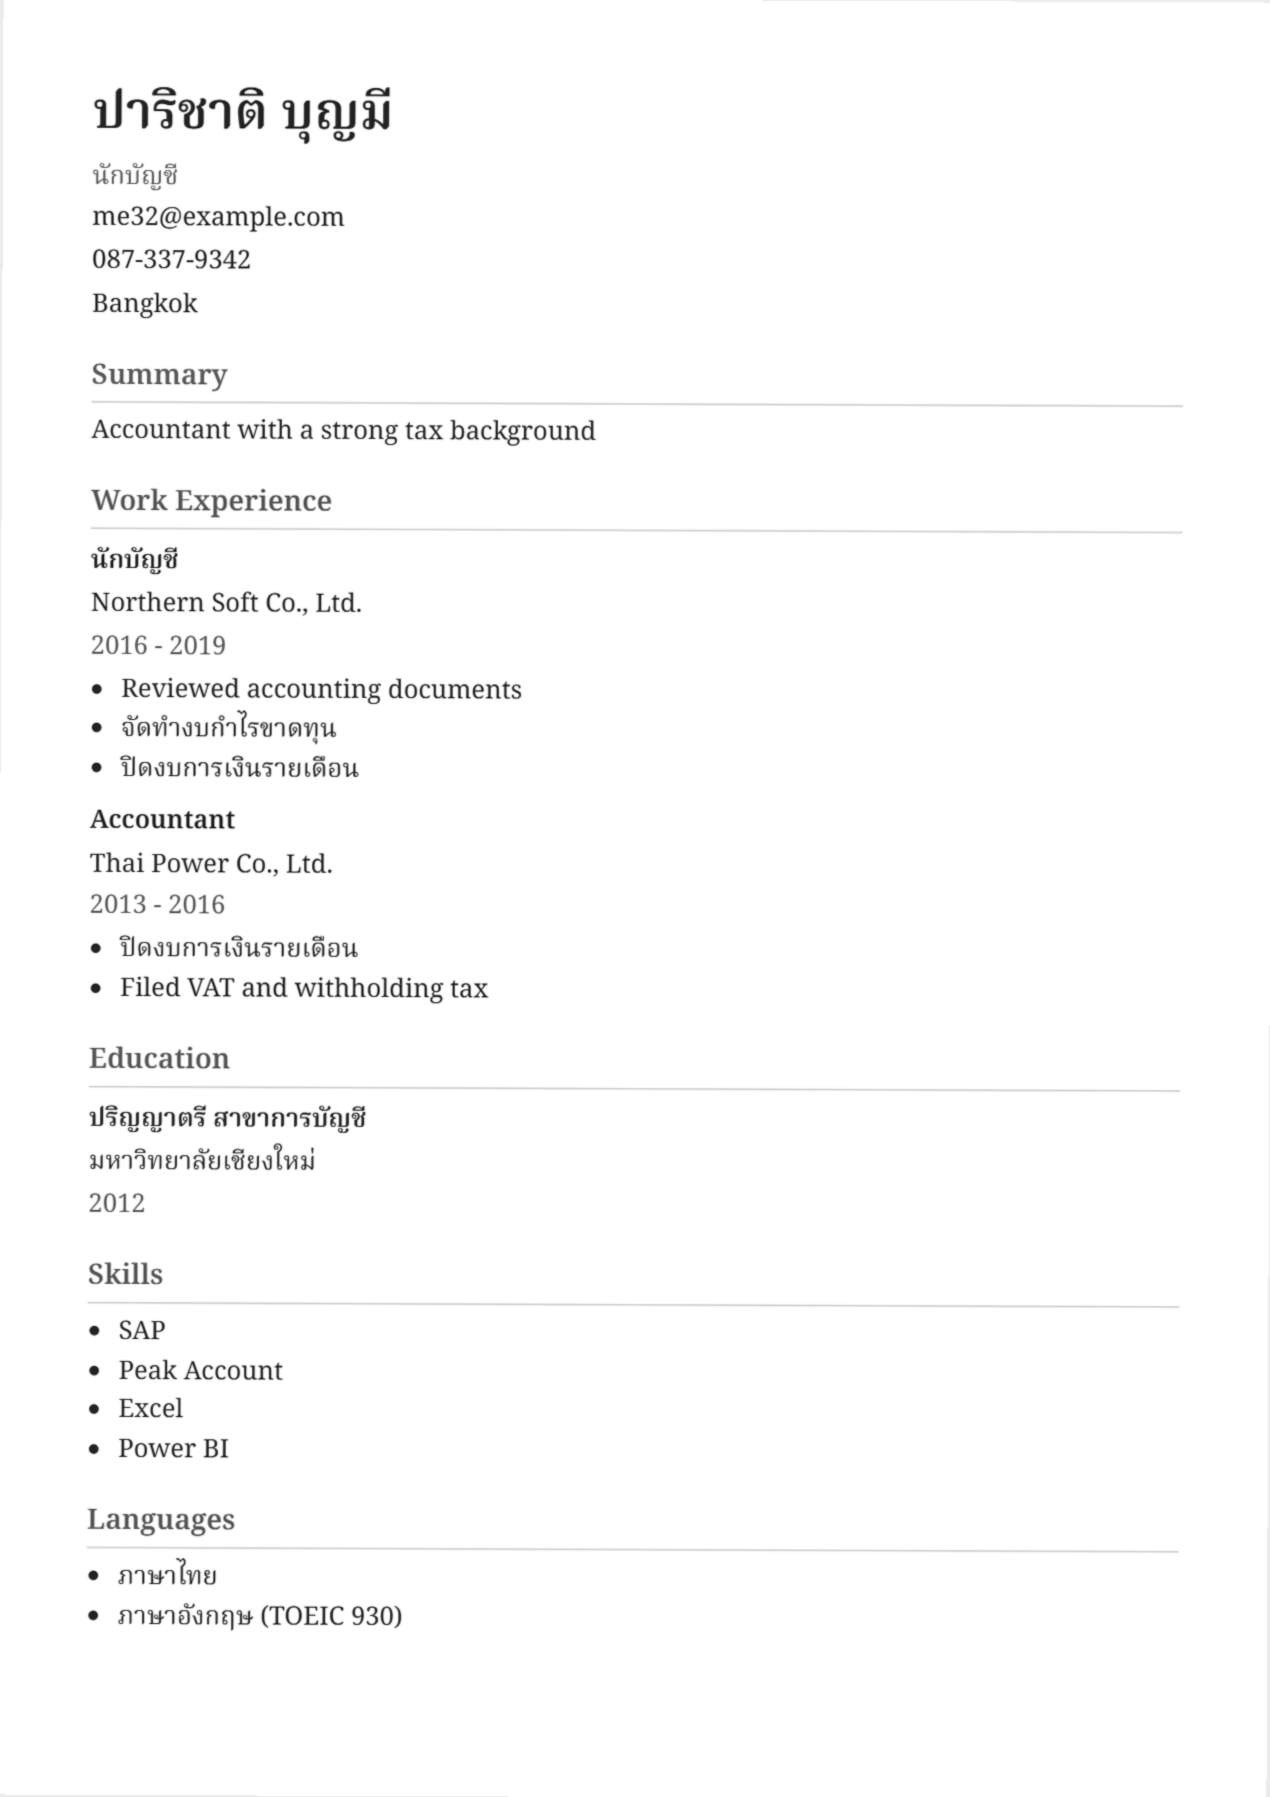 ปาริชาติ บุญมี
นักบัญชี
me32@example.com
087-337-9342
Bangkok
Summary
Accountant with a strong tax background
Work Experience
นักบัญชี
Northern Soft Co., Ltd.
2016 - 2019
• Reviewed accounting documents
• จัดทำงบกำไรขาดทุน
• ปิดงบการเงินรายเดือน
Accountant
Thai Power Co., Ltd.
2013 - 2016
• ปิดงบการเงินรายเดือน
• Filed VAT and withholding tax
Education
ปริญญาตรี สาขาการบัญชี
มหาวิทยาลัยเชียงใหม่
2012
Skills
• SAP
• Peak Account
• Excel
• Power BI
Languages
• ภาษาไทย
• ภาษาอังกฤษ (TOEIC 930)